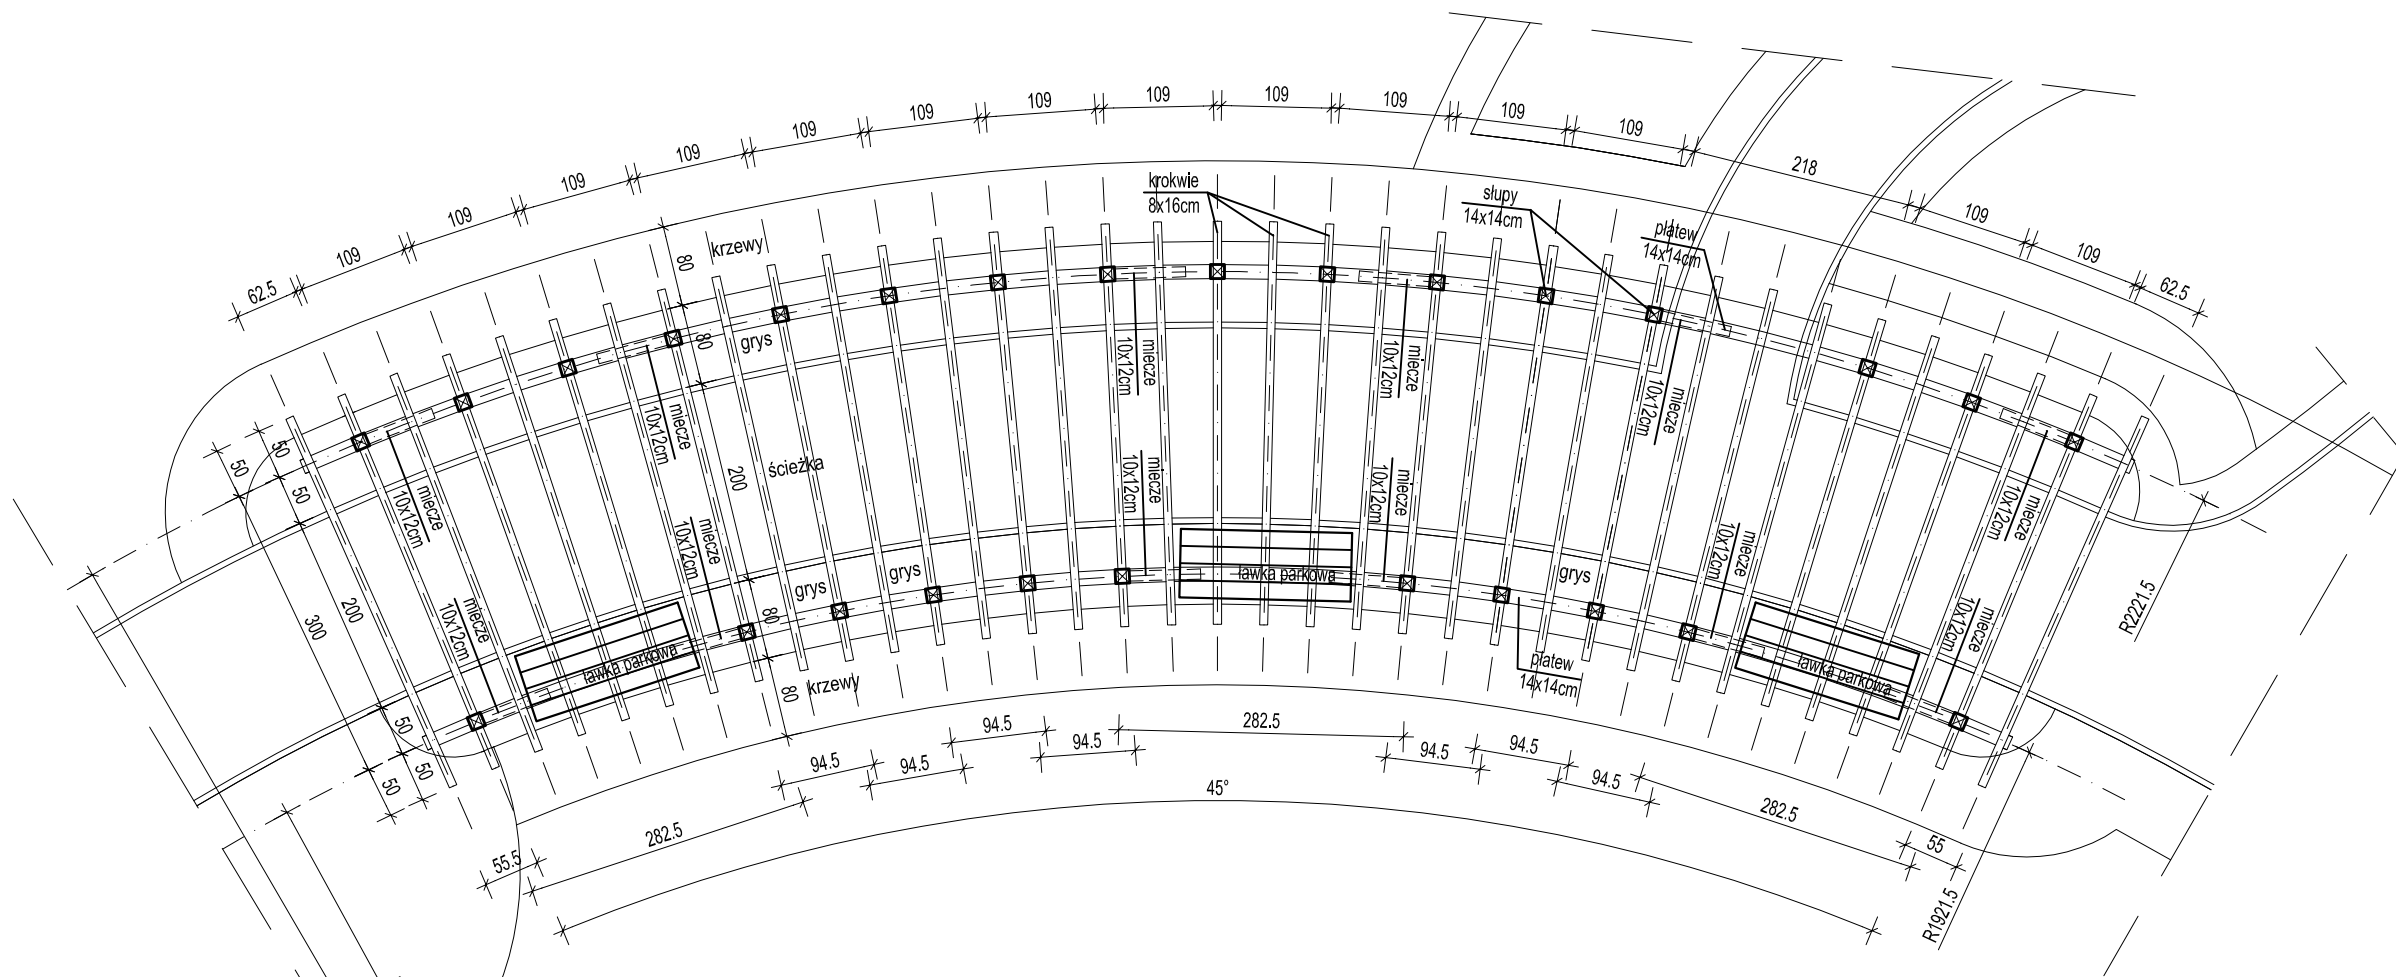 109
109
109
109
109
109
109
109
109
109
109
109
62.5
218
109
109
62.5
krokwie
8x16cm
słupy
14x14cm
płatew
14x14cm
krzewy
80
80
grys
200
ścieżka
50
50
50
50
300
200
50
50
50
miecze
10x12cm
miecze
10x12cm
miecze
10x12cm
miecze
10x12cm
miecze
10x12cm
miecze
10x12cm
miecze
10x12cm
miecze
10x12cm
miecze
10x12cm
miecze
10x12cm
miecze
10x12cm
miecze
10x12cm
grys
grys
grys
80
80
krzewy
ławka parkowa
ławka parkowa
ławka parkowa
płatew
14x14cm
R2221.5
R1921.5
94.5
94.5
94.5
94.5
282.5
94.5
94.5
94.5
282.5
282.5
55.5
55
45°